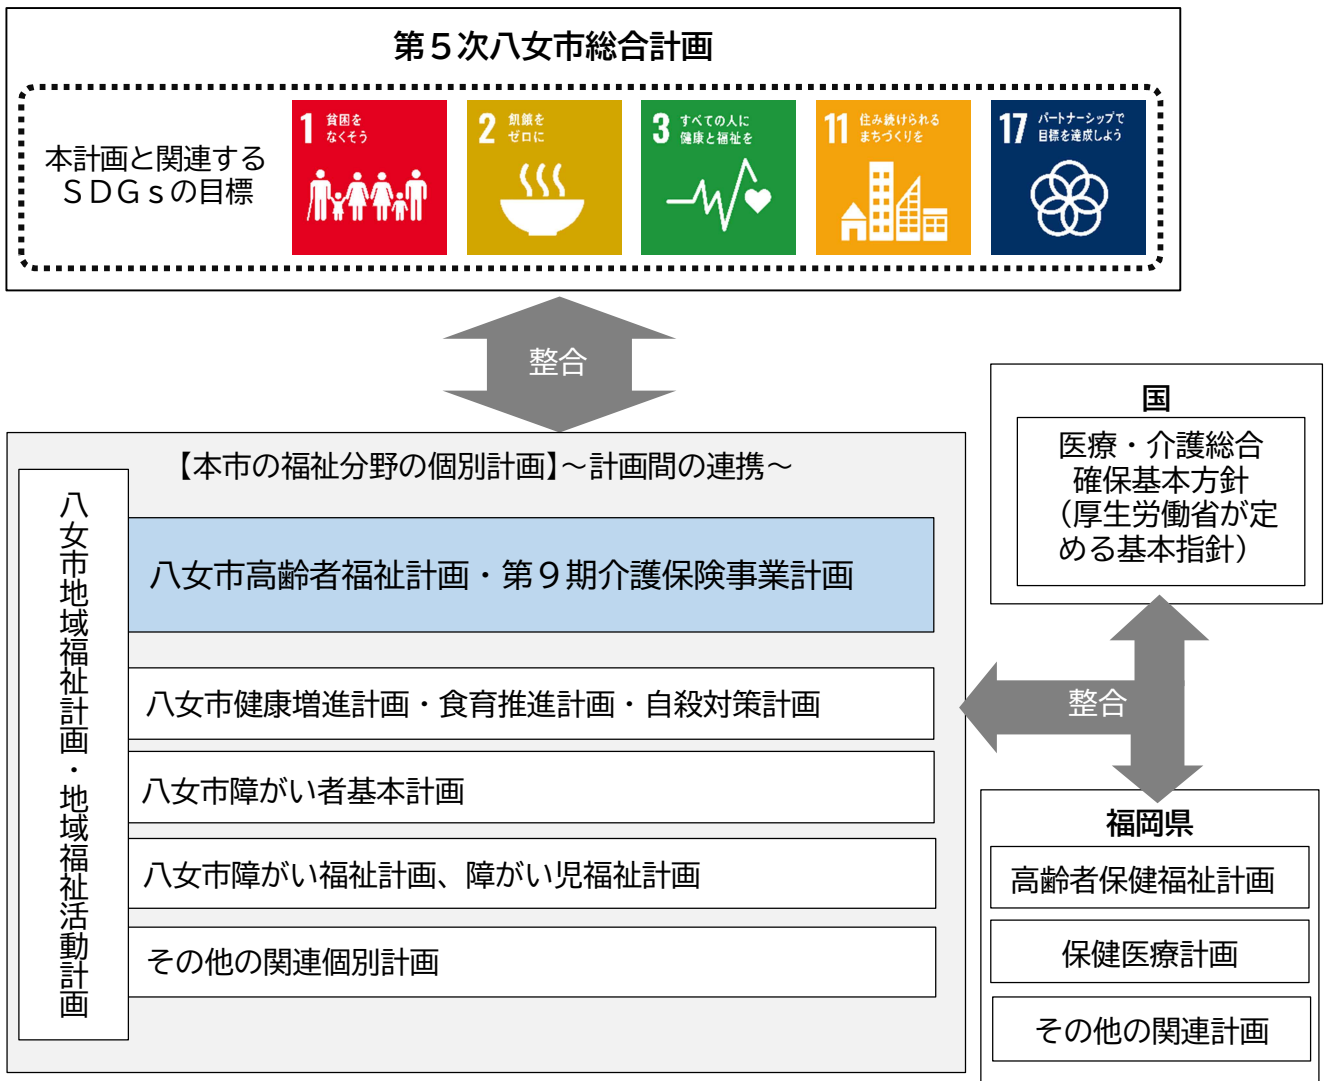 第５次八女市総合計画
本計画と関連する
ＳＤＧｓの目標
1 貧困を
なくそう
2 飢餓を
ゼロに
3 すべての人に
健康と福祉を
11 住み続けられる
まちづくりを
17 パートナーシップで
目標を達成しよう
整合
【本市の福祉分野の個別計画】～計画間の連携～
八女市地域福祉計画・地域福祉活動計画
八女市高齢者福祉計画・第９期介護保険事業計画
八女市健康増進計画・食育推進計画・自殺対策計画
八女市障がい者基本計画
八女市障がい福祉計画、障がい児福祉計画
その他の関連個別計画
国
医療・介護総合
確保基本方針
（厚生労働省が定
める基本指針）
整合
福岡県
高齢者保健福祉計画
保健医療計画
その他の関連計画